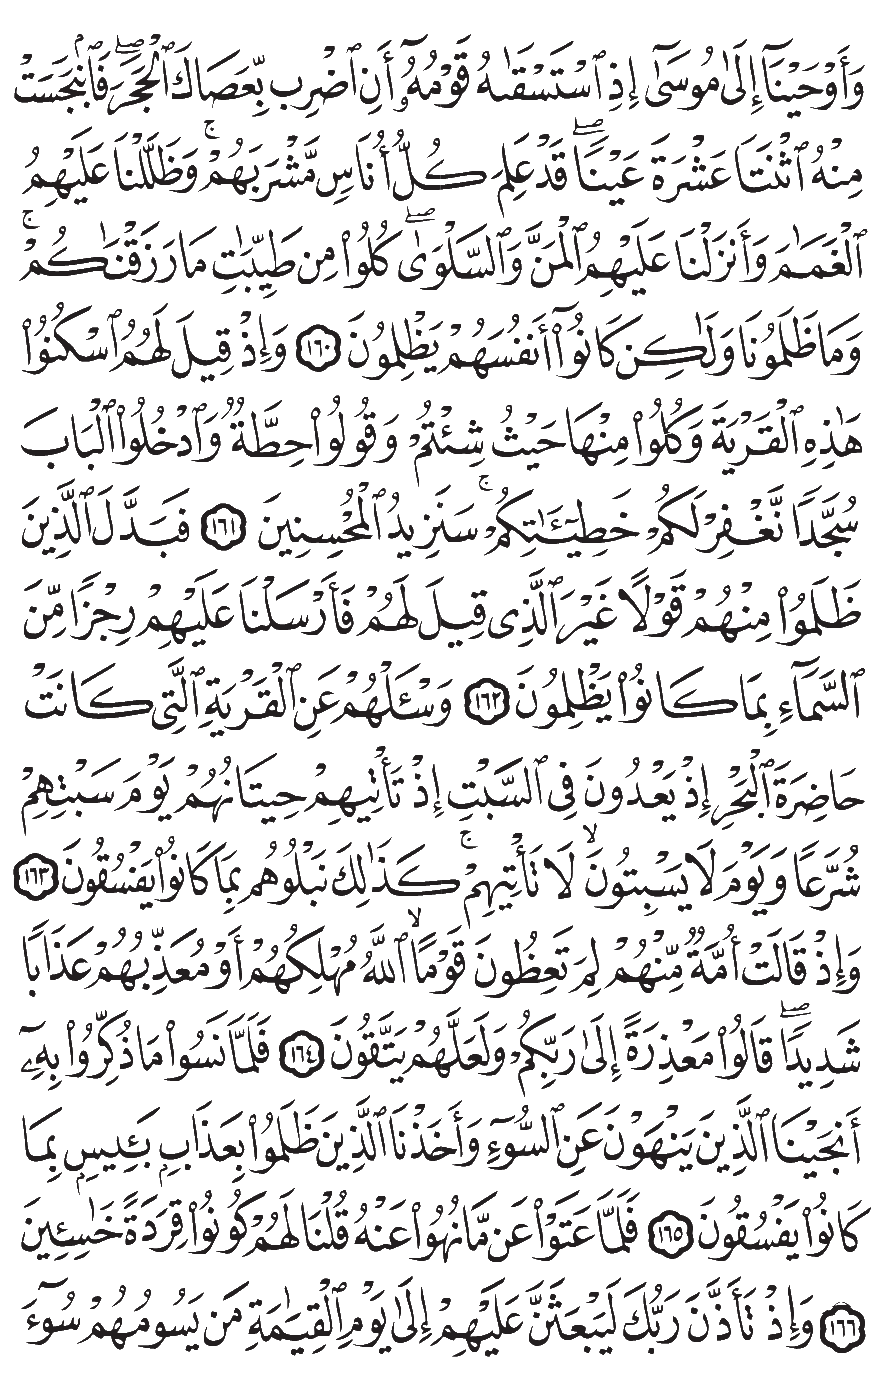 وَأَوْحَيْنَآ إِلَىٰ مُوسَىٰٓ إِذِ ٱسْتَسْقَىٰهُ قَوْمُهُۥٓ أَنِ ٱضْرِب بِّعَصَاكَ ٱلْحَجَرَۖ فَٱنۢبَجَسَتْ
مِنْهُ ٱثْنَتَا عَشْرَةَ عَيْنًاۖ قَدْ عَلِمَ كُلُّ أُنَاسٍ مَّشْرَبَهُمْۚ وَظَلَّلْنَا عَلَيْهِمُ
ٱلْغَمَٰمَ وَأَنزَلْنَا عَلَيْهِمُ ٱلْمَنَّ وَٱلسَّلْوَىٰۖ كُلُوا۟ مِن طَيِّبَٰتِ مَا رَزَقْنَٰكُمْۚ
وَمَا ظَلَمُونَا وَلَٰكِن كَانُوٓا۟ أَنفُسَهُمْ يَظْلِمُونَ ١٦٠ وَإِذْ قِيلَ لَهُمُ ٱسْكُنُوا۟
هَٰذِهِ ٱلْقَرْيَةَ وَكُلُوا۟ مِنْهَا حَيْثُ شِئْتُمْ وَقُولُوا۟ حِطَّةٌ وَٱدْخُلُوا۟ ٱلْبَابَ
سُجَّدًا نَّغْفِرْ لَكُمْ خَطِيٓـَٰٔتِكُمْۚ سَنَزِيدُ ٱلْمُحْسِنِينَ ١٦١ فَبَدَّلَ ٱلَّذِينَ
ظَلَمُوا۟ مِنْهُمْ قَوْلًا غَيْرَ ٱلَّذِى قِيلَ لَهُمْ فَأَرْسَلْنَا عَلَيْهِمْ رِجْزًا مِّنَ
ٱلسَّمَآءِ بِمَا كَانُوا۟ يَظْلِمُونَ ١٦٢ وَسْـَٔلْهُمْ عَنِ ٱلْقَرْيَةِ ٱلَّتِى كَانَتْ
حَاضِرَةَ ٱلْبَحْرِ إِذْ يَعْدُونَ فِى ٱلسَّبْتِ إِذْ تَأْتِيهِمْ حِيتَانُهُمْ يَوْمَ سَبْتِهِمْ
شُرَّعًا وَيَوْمَ لَا يَسْبِتُونَۙ لَا تَأْتِيهِمْۚ كَذَٰلِكَ نَبْلُوهُم بِمَا كَانُوا۟ يَفْسُقُونَ ١٦٣
وَإِذْ قَالَتْ أُمَّةٌ مِّنْهُمْ لِمَ تَعِظُونَ قَوْمًاۙ ٱللَّهُ مُهْلِكُهُمْ أَوْ مُعَذِّبُهُمْ عَذَابًا
شَدِيدًاۖ قَالُوا۟ مَعْذِرَةً إِلَىٰ رَبِّكُمْ وَلَعَلَّهُمْ يَتَّقُونَ ١٦٤ فَلَمَّا نَسُوا۟ مَا ذُكِّرُوا۟ بِهِۦٓ
أَنجَيْنَا ٱلَّذِينَ يَنْهَوْنَ عَنِ ٱلسُّوٓءِ وَأَخَذْنَا ٱلَّذِينَ ظَلَمُوا۟ بِعَذَابٍۭ بَـِٔيسٍۭ بِمَا
كَانُوا۟ يَفْسُقُونَ ١٦٥ فَلَمَّا عَتَوْا۟ عَن مَّا نُهُوا۟ عَنْهُ قُلْنَا لَهُمْ كُونُوا۟ قِرَدَةً خَٰسِـِٔينَ
١٦٦ وَإِذْ تَأَذَّنَ رَبُّكَ لَيَبْعَثَنَّ عَلَيْهِمْ إِلَىٰ يَوْمِ ٱلْقِيَٰمَةِ مَن يَسُومُهُمْ سُوٓءَ